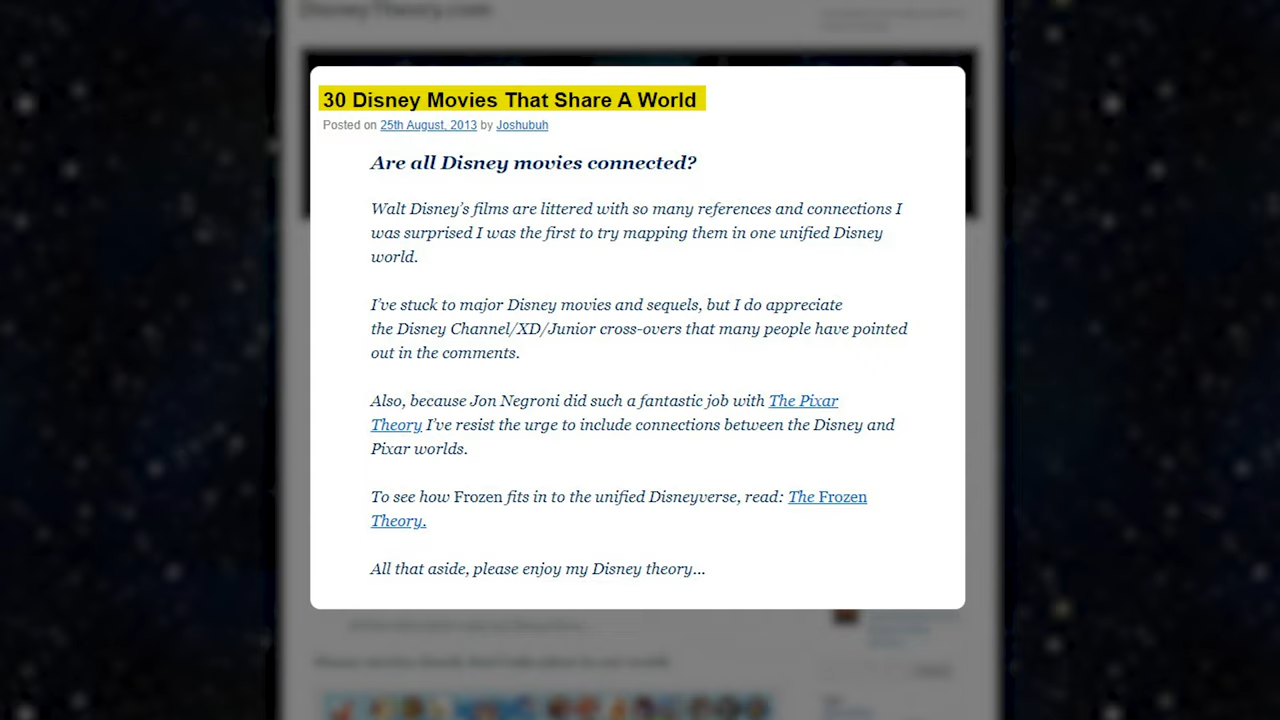 DisneyTheory.com
30 Disney Movies That Share A World
Posted on 25th August, 2013 by Joshubuh
Are all Disney movies connected?
Walt Disney's films are littered with so many references and connections I
was surprised I was the first to try mapping them in one unified Disney
world.
I've stuck to major Disney movies and sequels, but I do appreciate
the Disney Channel/XD/Junior cross-overs that many people have pointed
out in the comments.
Also, because Jon Negroni did such a fantastic job with The Pixar
Theory I've resist the urge to include connections between the Disney and
Pixar worlds.
To see how Frozen fits in to the unified Disneyverse, read: The Frozen
Theory.
All that aside, please enjoy my Disney theory...